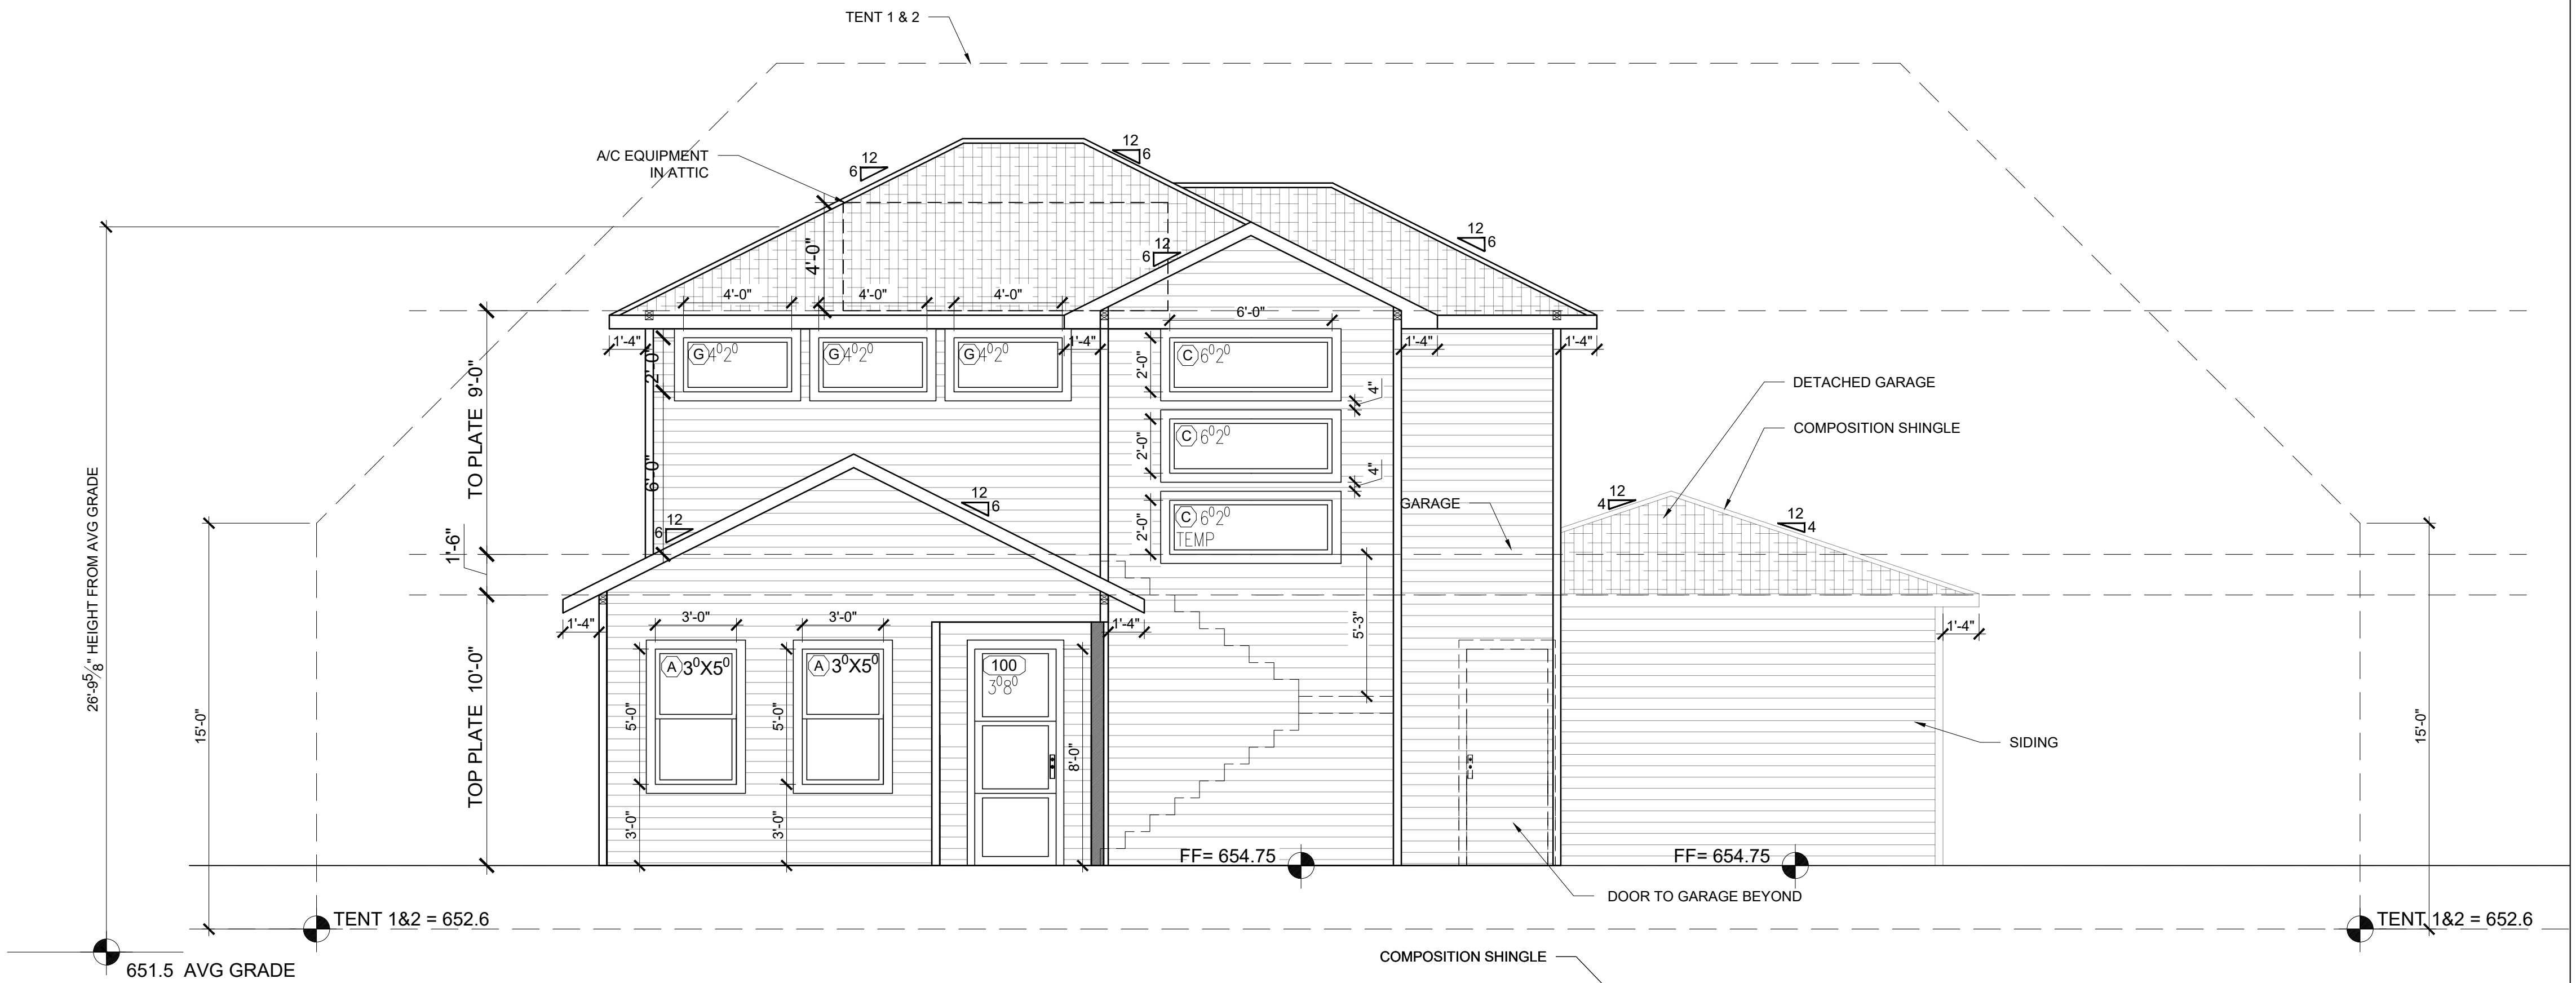 TENT 1 & 2
A/C EQUIPMENT
IN ATTIC
12
6
12
6
12
6
12
6
4'-0"
4'-0"
4'-0"
4'-0"
6'-0"
1'-4"
1'-4"
1'-4"
1'-4"
G 4⁰2⁰
G 4⁰2⁰
G 4⁰2⁰
C 6⁰2⁰
C 6⁰2⁰
C 6⁰2⁰
TEMP
2'-0"
6'-0"
2'-0"
2'-0"
2'-0"
4"
4"
TO PLATE 9'-0"
1'-6"
TOP PLATE 10'-0"
26'-9 5/8" HEIGHT FROM AVG GRADE
15'-0"
DETACHED GARAGE
COMPOSITION SHINGLE
GARAGE
12
4
12
4
12
6
12
6
1'-4"
1'-4"
1'-4"
3'-0"
3'-0"
A 3⁰X5⁰
A 3⁰X5⁰
100
3⁰8⁰
5'-0"
5'-0"
3'-0"
3'-0"
8'-0"
5'-3"
SIDING
15'-0"
FF= 654.75
FF= 654.75
DOOR TO GARAGE BEYOND
TENT 1&2 = 652.6
TENT 1&2 = 652.6
651.5 AVG GRADE
COMPOSITION SHINGLE